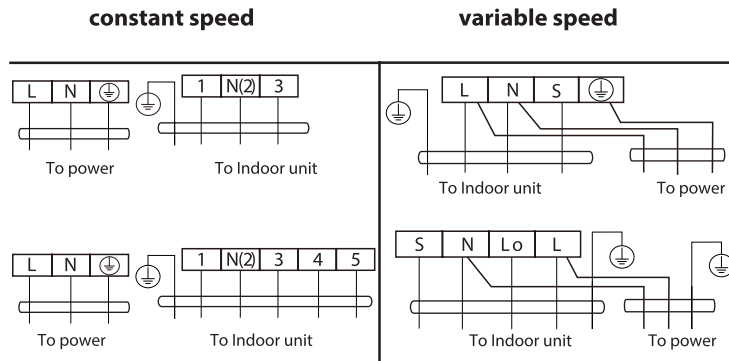 constant speed
variable speed
L N 1 N(2) 3
To power To Indoor unit
L N S
To Indoor unit To power
L N 1 N(2) 3 4 5
To power To Indoor unit
S N Lo L
To Indoor unit To power